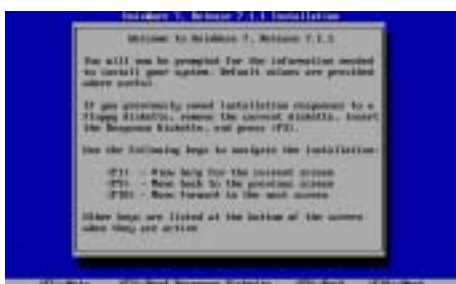 UnixWare 7, Release 7.1.1 Installation
Welcome to UnixWare 7, Release 7.1.1
You will now be prompted for the information needed
to install your system. Default values are provided
where useful.
If you previously saved installation responses to a
floppy diskette, remove the current diskette, insert
the Response Diskette, and press <F3>.
Use the following keys to navigate the installation:
<F1> - View help for the current screen
<F9> - Move back to the previous screen
<F10> - Move forward to the next screen
Other keys are listed at the bottom of the screen
when they are active